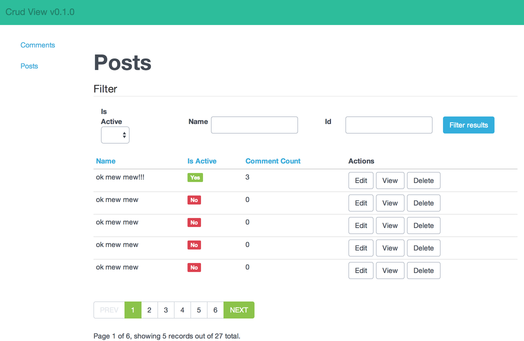 Crud View v0.1.0
Comments
Posts
Posts
Filter
Is
Active
Name
Id
Filter results
Name Is Active Comment Count Actions
ok mew mew!!! Yes 3 Edit View Delete
ok mew mew No 0 Edit View Delete
ok mew mew No 0 Edit View Delete
ok mew mew No 0 Edit View Delete
ok mew mew No 0 Edit View Delete
PREV 1 2 3 4 5 6 NEXT
Page 1 of 6, showing 5 records out of 27 total.